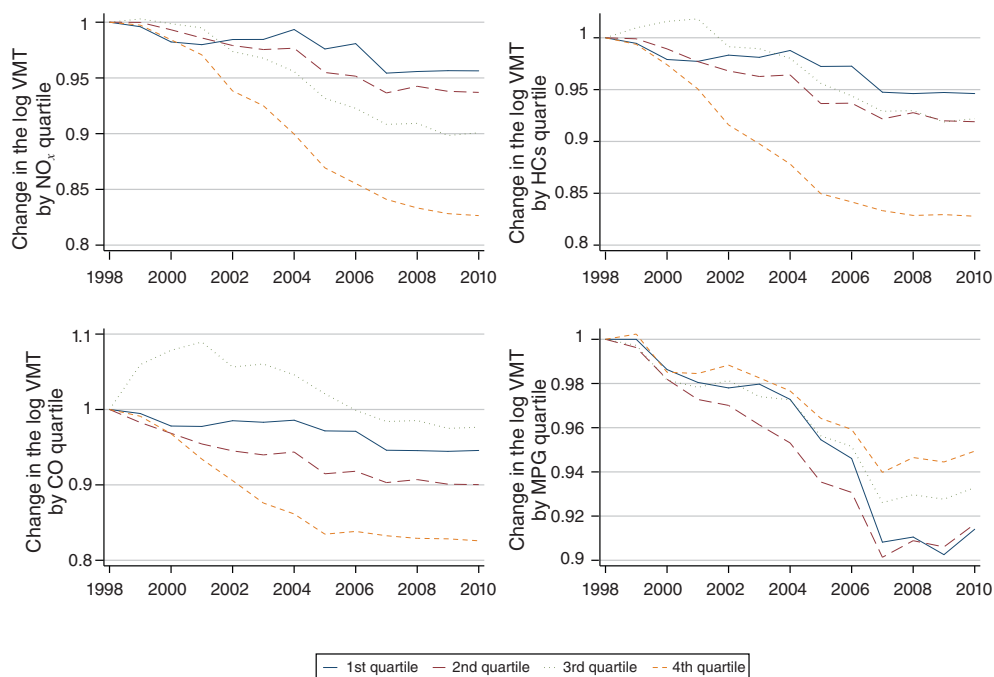 Change in the log VMT
by NOx quartile
1
0.95
0.9
0.85
0.8
1998 2000 2002 2004 2006 2008 2010
Change in the log VMT
by HCs quartile
1
0.95
0.9
0.85
0.8
1998 2000 2002 2004 2006 2008 2010
Change in the log VMT
by CO quartile
1.1
1
0.9
0.8
1998 2000 2002 2004 2006 2008 2010
Change in the log VMT
by MPG quartile
1
0.98
0.96
0.94
0.92
0.9
1998 2000 2002 2004 2006 2008 2010
1st quartile 2nd quartile 3rd quartile 4th quartile